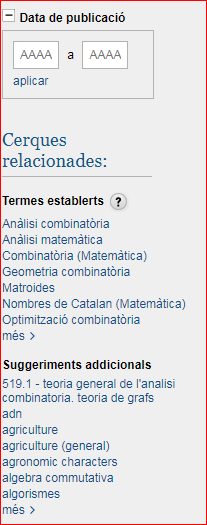 Data de publicació
AAAA a AAAA
aplicar
Cerques
relacionades:
Termes establerts ?
Anàlisi combinatòria
Anàlisi matemàtica
Combinatòria (Matemàtica)
Geometria combinatòria
Matroides
Nombres de Catalan (Matemàtica)
Optimització combinatòria
més >
Suggeriments addicionals
519.1 - teoria general de l'analisi
combinatoria. teoria de grafs
adn
agriculture
agriculture (general)
agronomic characters
algebra commutativa
algorismes
més >